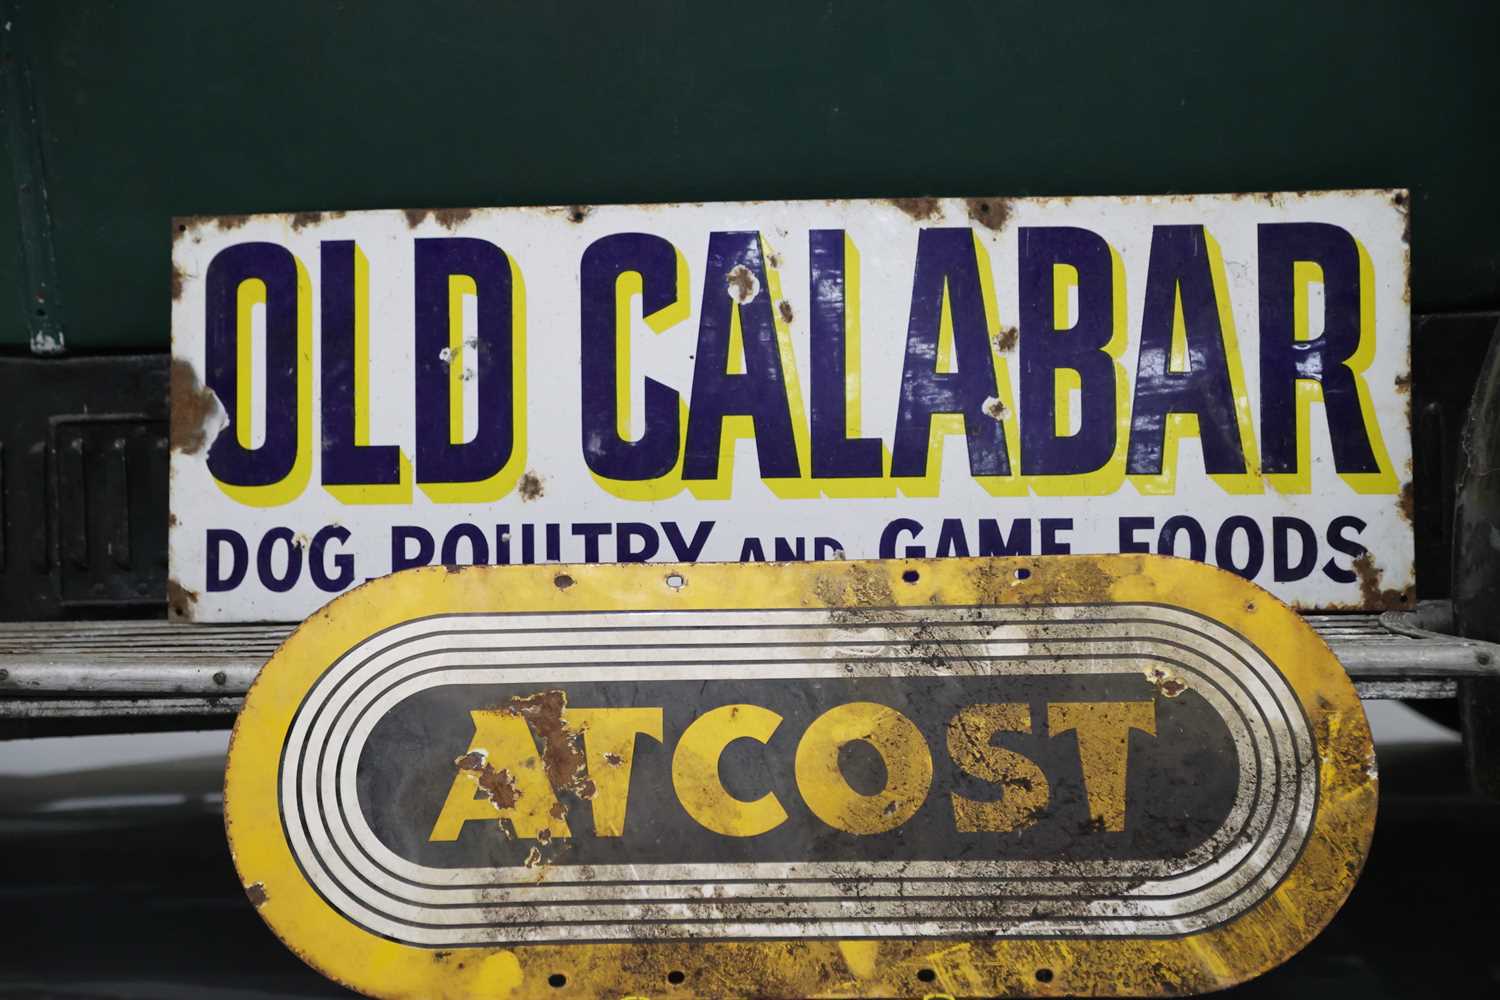 OLD CALABAR
DOG, POULTRY AND GAME FOODS
ATCOST